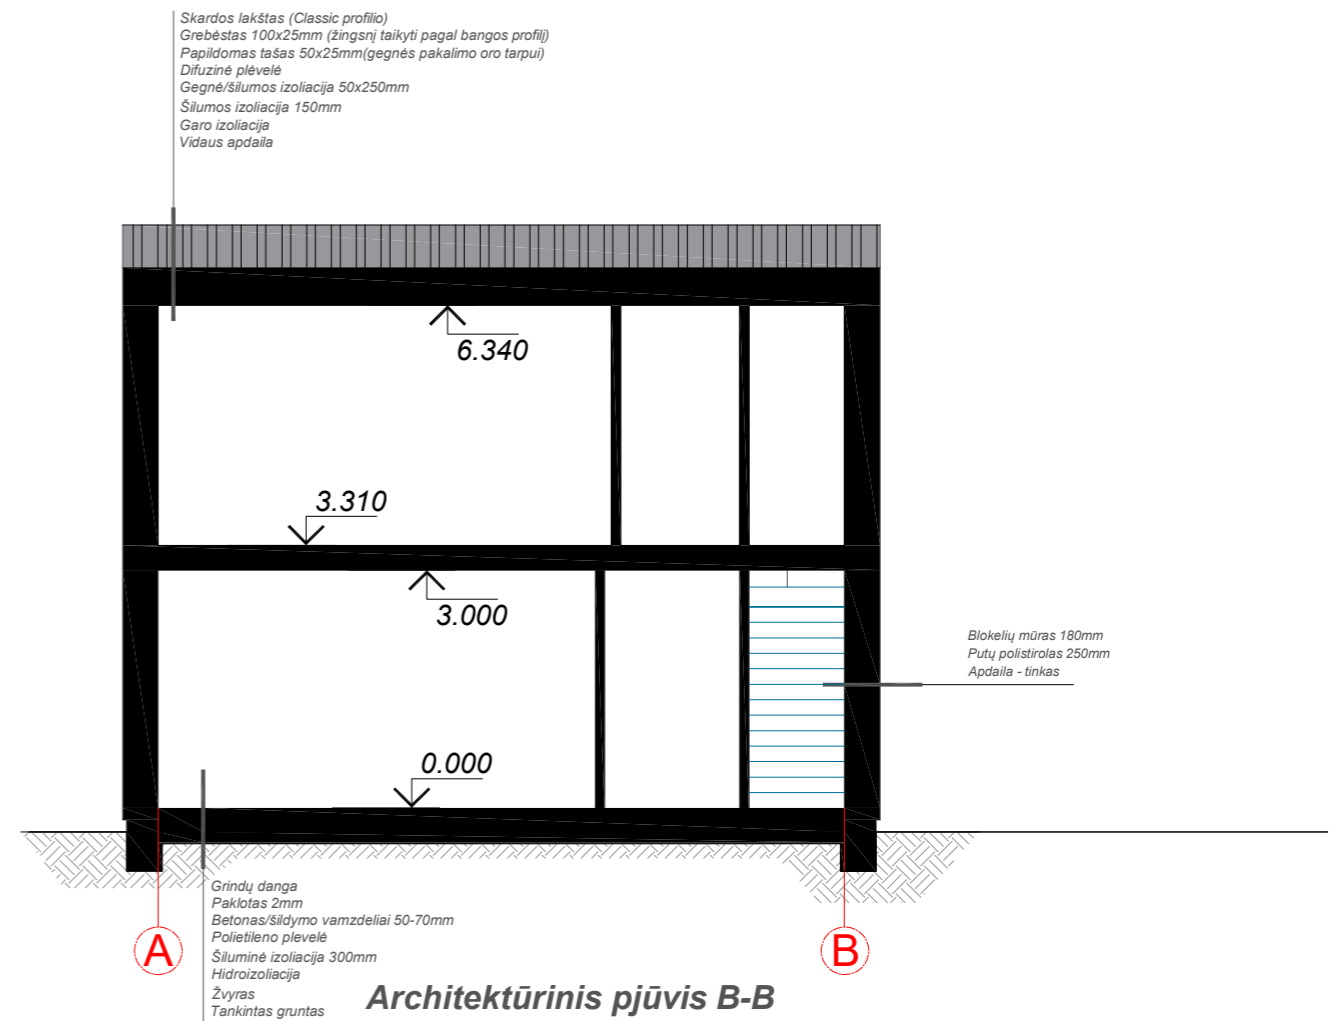 Skardos lakštas (Classic profilio)
Grebėstas 100x25mm (žingsnį taikyti pagal bangos profilį)
Papildomas tašas 50x25mm(gegnės pakalimo oro tarpui)
Difuzinė plėvelė
Gegnė/šilumos izoliacija 50x250mm
Šilumos izoliacija 150mm
Garo izoliacija
Vidaus apdaila
6.340
3.310
3.000
Blokelių mūras 180mm
Putų polistirolas 250mm
Apdaila - tinkas
0.000
Grindų danga
Paklotas 2mm
Betonas/šildymo vamzdeliai 50-70mm
Polietileno plevelė
Šiluminė izoliacija 300mm
Hidroizoliacija
Žvyras
Tankintas gruntas
A
B
Architektūrinis pjūvis B-B